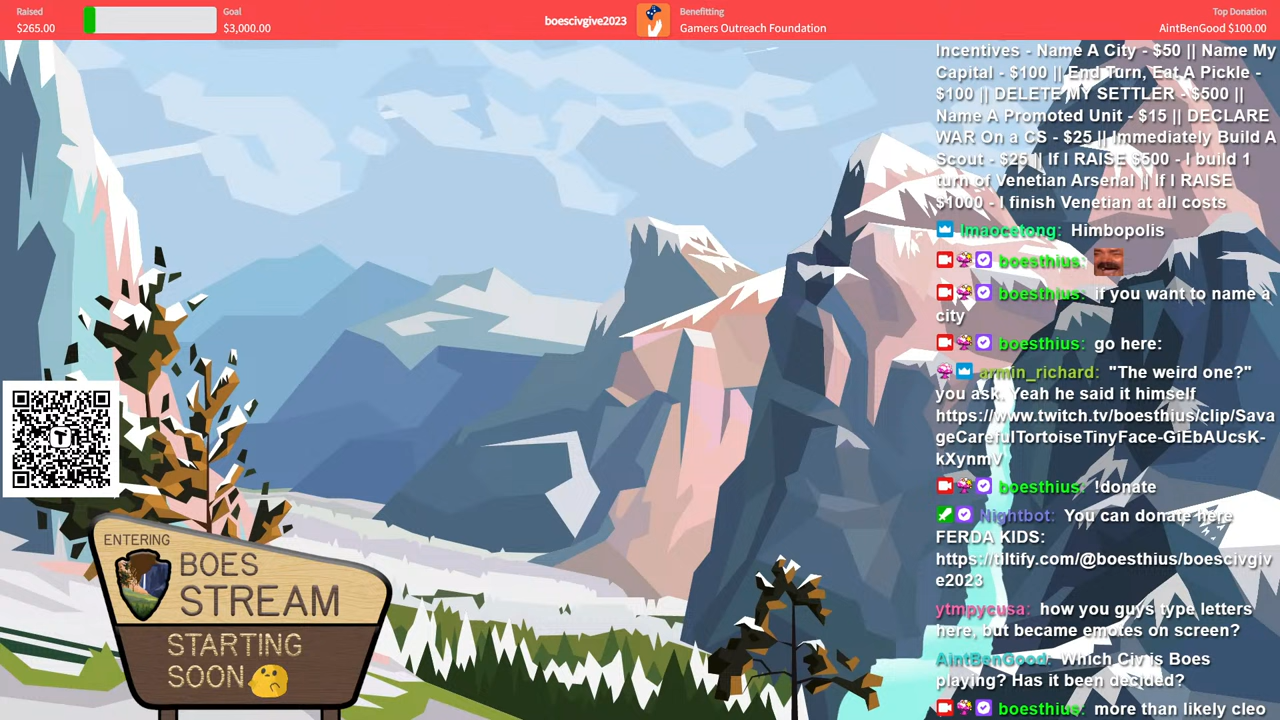 Raised
$265.00
Goal
$3,000.00
boescivgive2023
Benefitting
Gamers Outreach Foundation
Top Donation
AintBenGood $100.00
Incentives - Name A City - $50 || Name My
Capital - $100 || End Turn, Eat A Pickle -
$100 || DELETE MY SETTLER - $500 ||
Name A Promoted Unit - $15 || DECLARE
WAR On a CS - $25 || Immediately Build A
Scout - $25 || If I RAISE $500 - I build 1
turn of Venetian Arsenal || If I RAISE
$1000 - I finish Venetian at all costs
lmaocetong: Himbopolis
boesthius:
boesthius: if you want to name a
city
boesthius: go here:
armin_richard: "The weird one?"
you ask. Yeah he said it himself
https://www.twitch.tv/boesthius/clip/Sava
geCarefulTortoiseTinyFace-GiEbAUcsK-
kXynmV
boesthius: !donate
Nightbot: You can donate here
FERDA KIDS:
https://tiltify.com/@boesthius/boescivgiv
e2023
ytmpycusa: how you guys type letters
here, but became emotes on screen?
AintBenGood: Which Civ is Boes
playing? Has it been decided?
boesthius: more than likely cleo
T
ENTERING
BOES
STREAM
STARTING
SOON